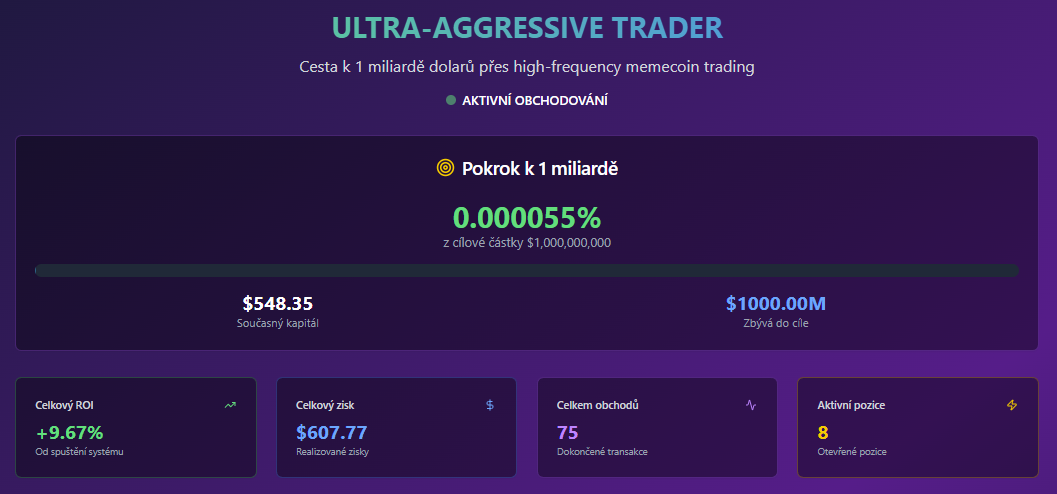 ULTRA-AGGRESSIVE TRADER
Cesta k 1 miliardě dolarů přes high-frequency memecoin trading
AKTIVNÍ OBCHODOVÁNÍ
Pokrok k 1 miliardě
0.000055%
z cílové částky $1,000,000,000
$548.35
Současný kapitál
$1000.00M
Zbývá do cíle
Celkový ROI
+9.67%
Od spuštění systému
Celkový zisk
$607.77
Realizované zisky
Celkem obchodů
75
Dokončené transakce
Aktivní pozice
8
Otevřené pozice